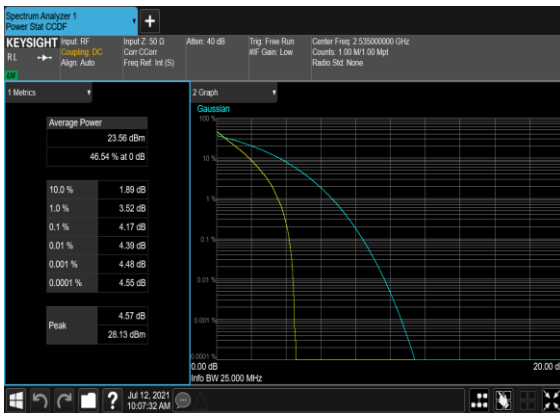 Spectrum Analyzer 1
Power Stat CCDF
KEYSIGHT
RL
Input: RF
Coupling: DC
Align: Auto
Input Z: 50 Ω
Corr CCorr
Freq Ref: Int (S)
Atten: 40 dB
Trig: Free Run
#IF Gain: Low
Center Freq: 2.535000000 GHz
Counts: 1.00 M/1.00 Mpt
Radio Std: None
LV
1 Metrics
Average Power
23.56 dBm
46.54 % at 0 dB
10.0 % 1.89 dB
1.0 % 3.52 dB
0.1 % 4.17 dB
0.01 % 4.39 dB
0.001 % 4.48 dB
0.0001 % 4.55 dB
Peak
4.57 dB
28.13 dBm
2 Graph
Gaussian
100 %
10 %
1 %
0.1 %
0.01 %
0.001 %
0.0001 %
0.00 dB
20.00 d
Info BW 25.000 MHz
Jul 12, 2021
10:07:32 AM